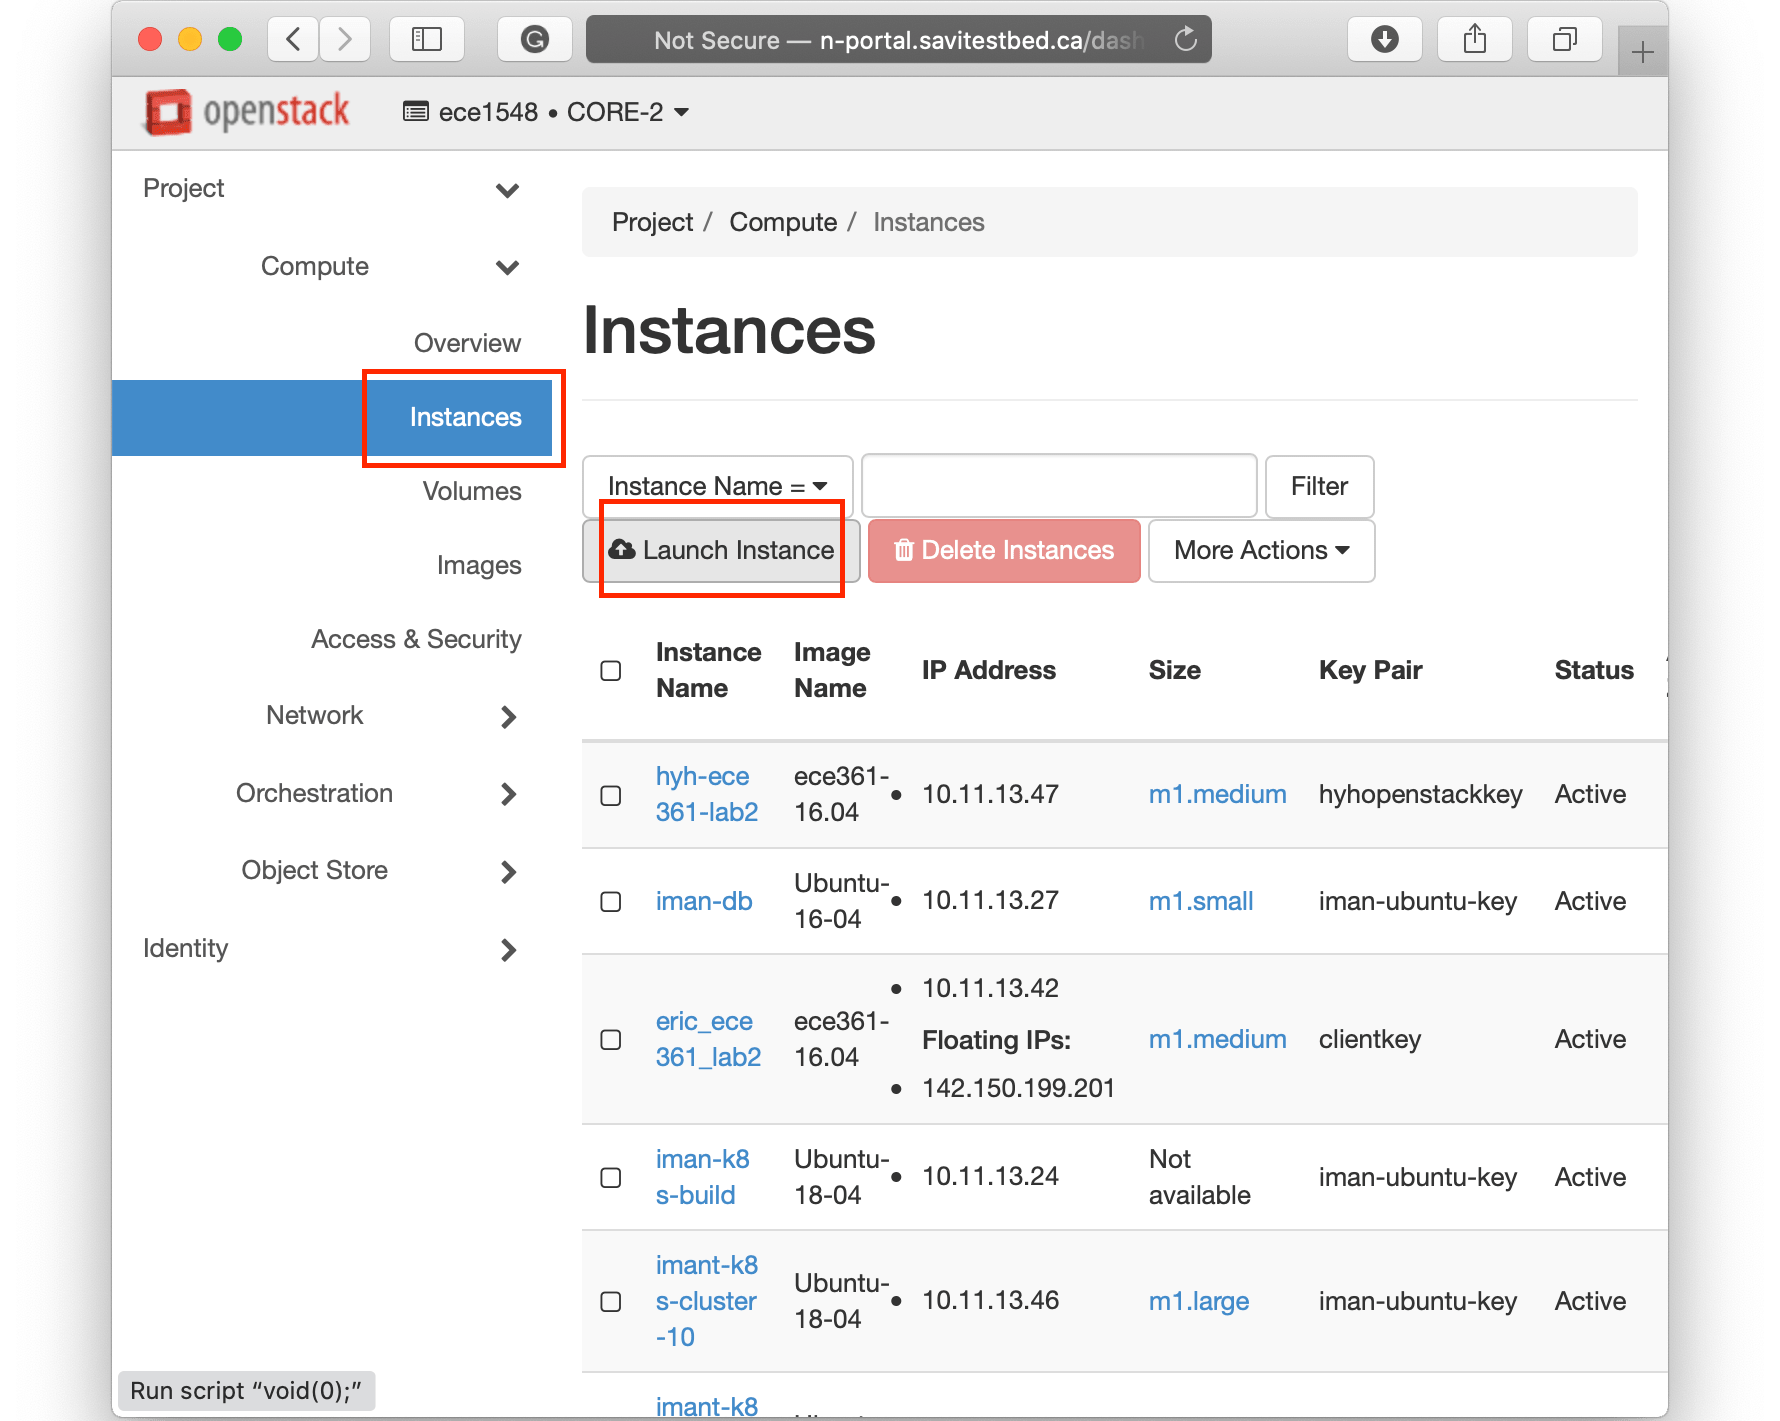 Not Secure — n-portal.savitestbed.ca/dash
openstack
ece1548 • CORE-2
Project
Compute
Overview
Instances
Volumes
Images
Access & Security
Network
Orchestration
Object Store
Identity
Project / Compute / Instances
Instances
Instance Name =
Filter
Launch Instance
Delete Instances
More Actions
Instance Name
Image Name
IP Address
Size
Key Pair
Status
hyh-ece
361-lab2
ece361-
16.04
• 10.11.13.47
m1.medium
hyhopenstackkey
Active
iman-db
Ubuntu-
16-04
• 10.11.13.27
m1.small
iman-ubuntu-key
Active
eric_ece
361_lab2
ece361-
16.04
• 10.11.13.42
Floating IPs:
• 142.150.199.201
m1.medium
clientkey
Active
iman-k8
s-build
Ubuntu-
18-04
• 10.11.13.24
Not
available
iman-ubuntu-key
Active
imant-k8
s-cluster
-10
Ubuntu-
18-04
• 10.11.13.46
m1.large
iman-ubuntu-key
Active
imant-k8
Run script “void(0);”